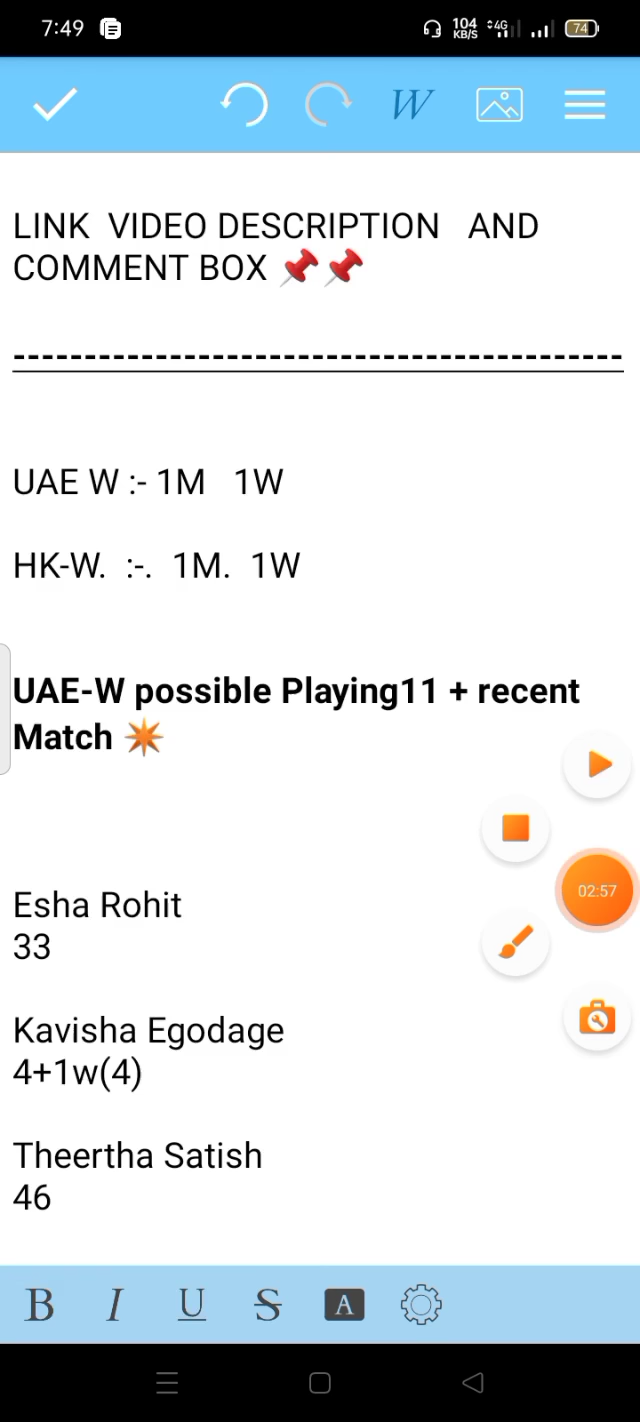 7:49 104 KB/S 4G 74
W
LINK VIDEO DESCRIPTION AND
COMMENT BOX 📌📌
-------------------------------------------
UAE W :- 1M 1W
HK-W. :-. 1M. 1W
UAE-W possible Playing11 + recent
Match ✴️
02:57
Esha Rohit
33
Kavisha Egodage
4+1w(4)
Theertha Satish
46
B I U S A